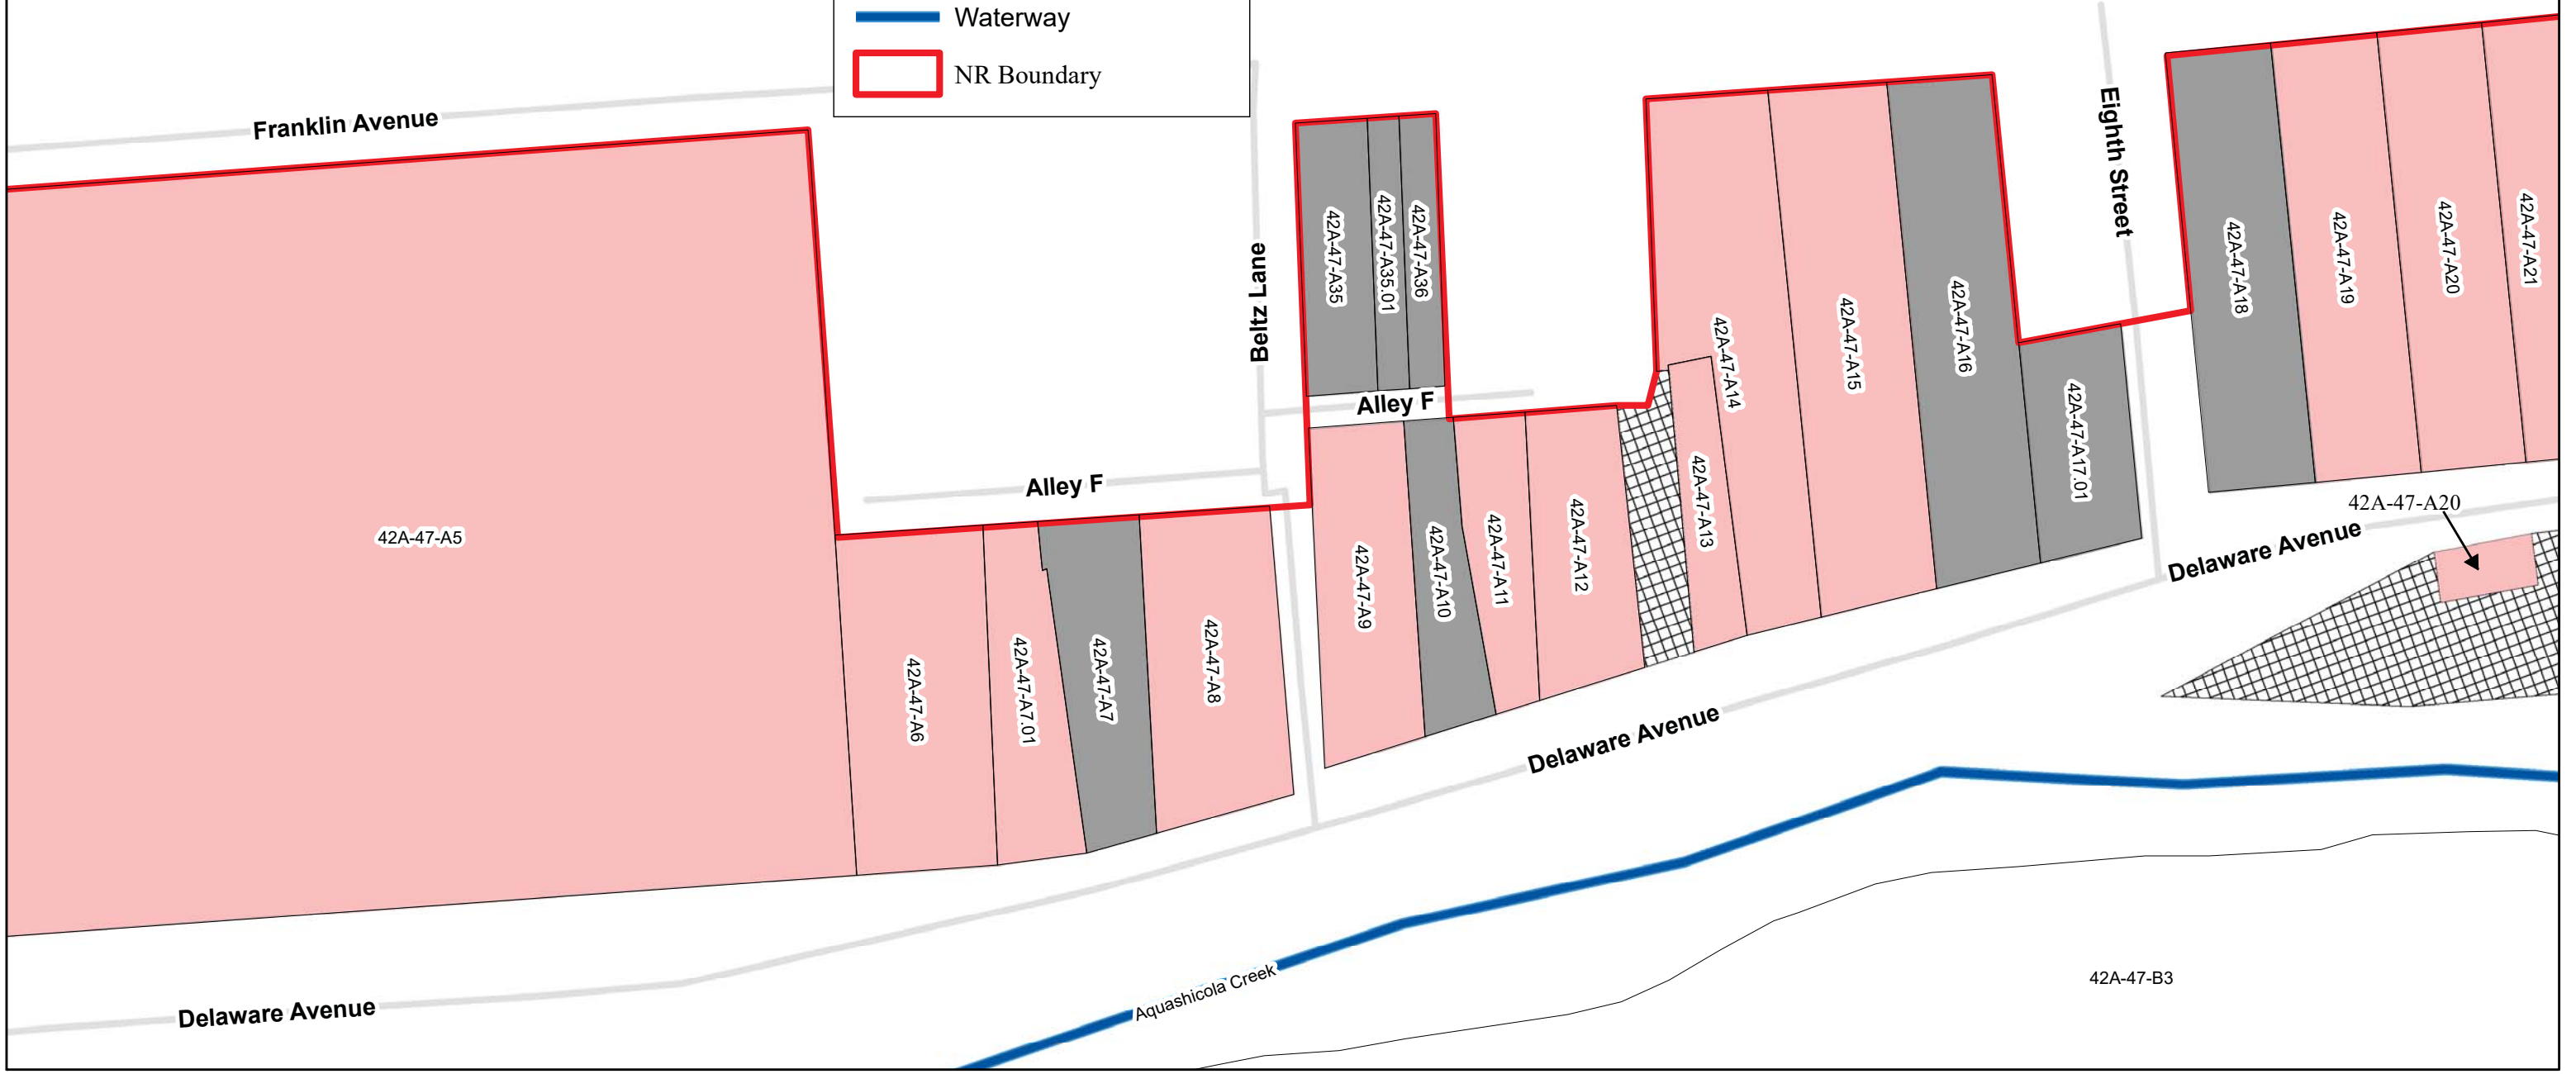 Waterway
NR Boundary
Franklin Avenue
Eighth Street
Beltz Lane
42A-47-A35
42A-47-A35.01
42A-47-A36
42A-47-A14
42A-47-A15
42A-47-A16
42A-47-A17.01
42A-47-A18
42A-47-A19
42A-47-A20
42A-47-A21
Alley F
Alley F
42A-47-A5
42A-47-A6
42A-47-A7.01
42A-47-A7
42A-47-A8
42A-47-A9
42A-47-A10
42A-47-A11
42A-47-A12
42A-47-A13
42A-47-A20
Delaware Avenue
Delaware Avenue
Delaware Avenue
Aquashicola Creek
42A-47-B3